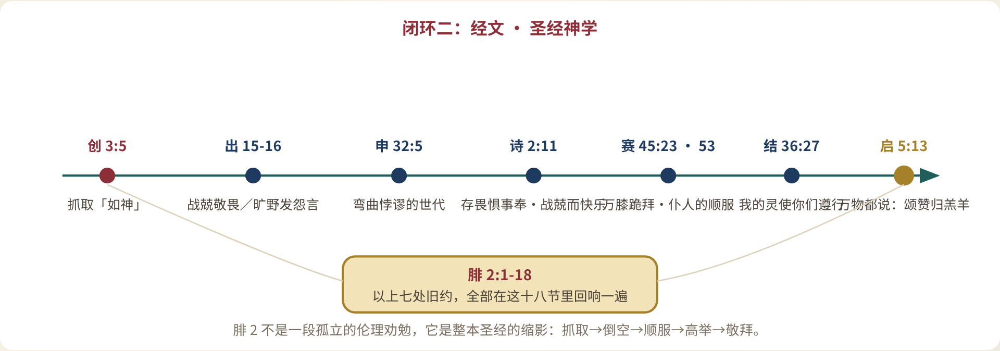 闭环二：经文 · 圣经神学
创 3:5
出 15-16
申 32:5
诗 2:11
赛 45:23 · 53
结 36:27
启 5:13
抓取「如神」
战兢敬畏／旷野发怨言
弯曲悖谬的世代
存畏惧事奉·战兢而快乐
万膝跪拜·仆人的顺服
我的灵使你们遵行
万物都说：颂赞归羔羊
腓 2:1-18
以上七处旧约，全部在这十八节里回响一遍
腓 2 不是一段孤立的伦理劝勉，它是整本圣经的缩影：抓取→倒空→顺服→高举→敬拜。